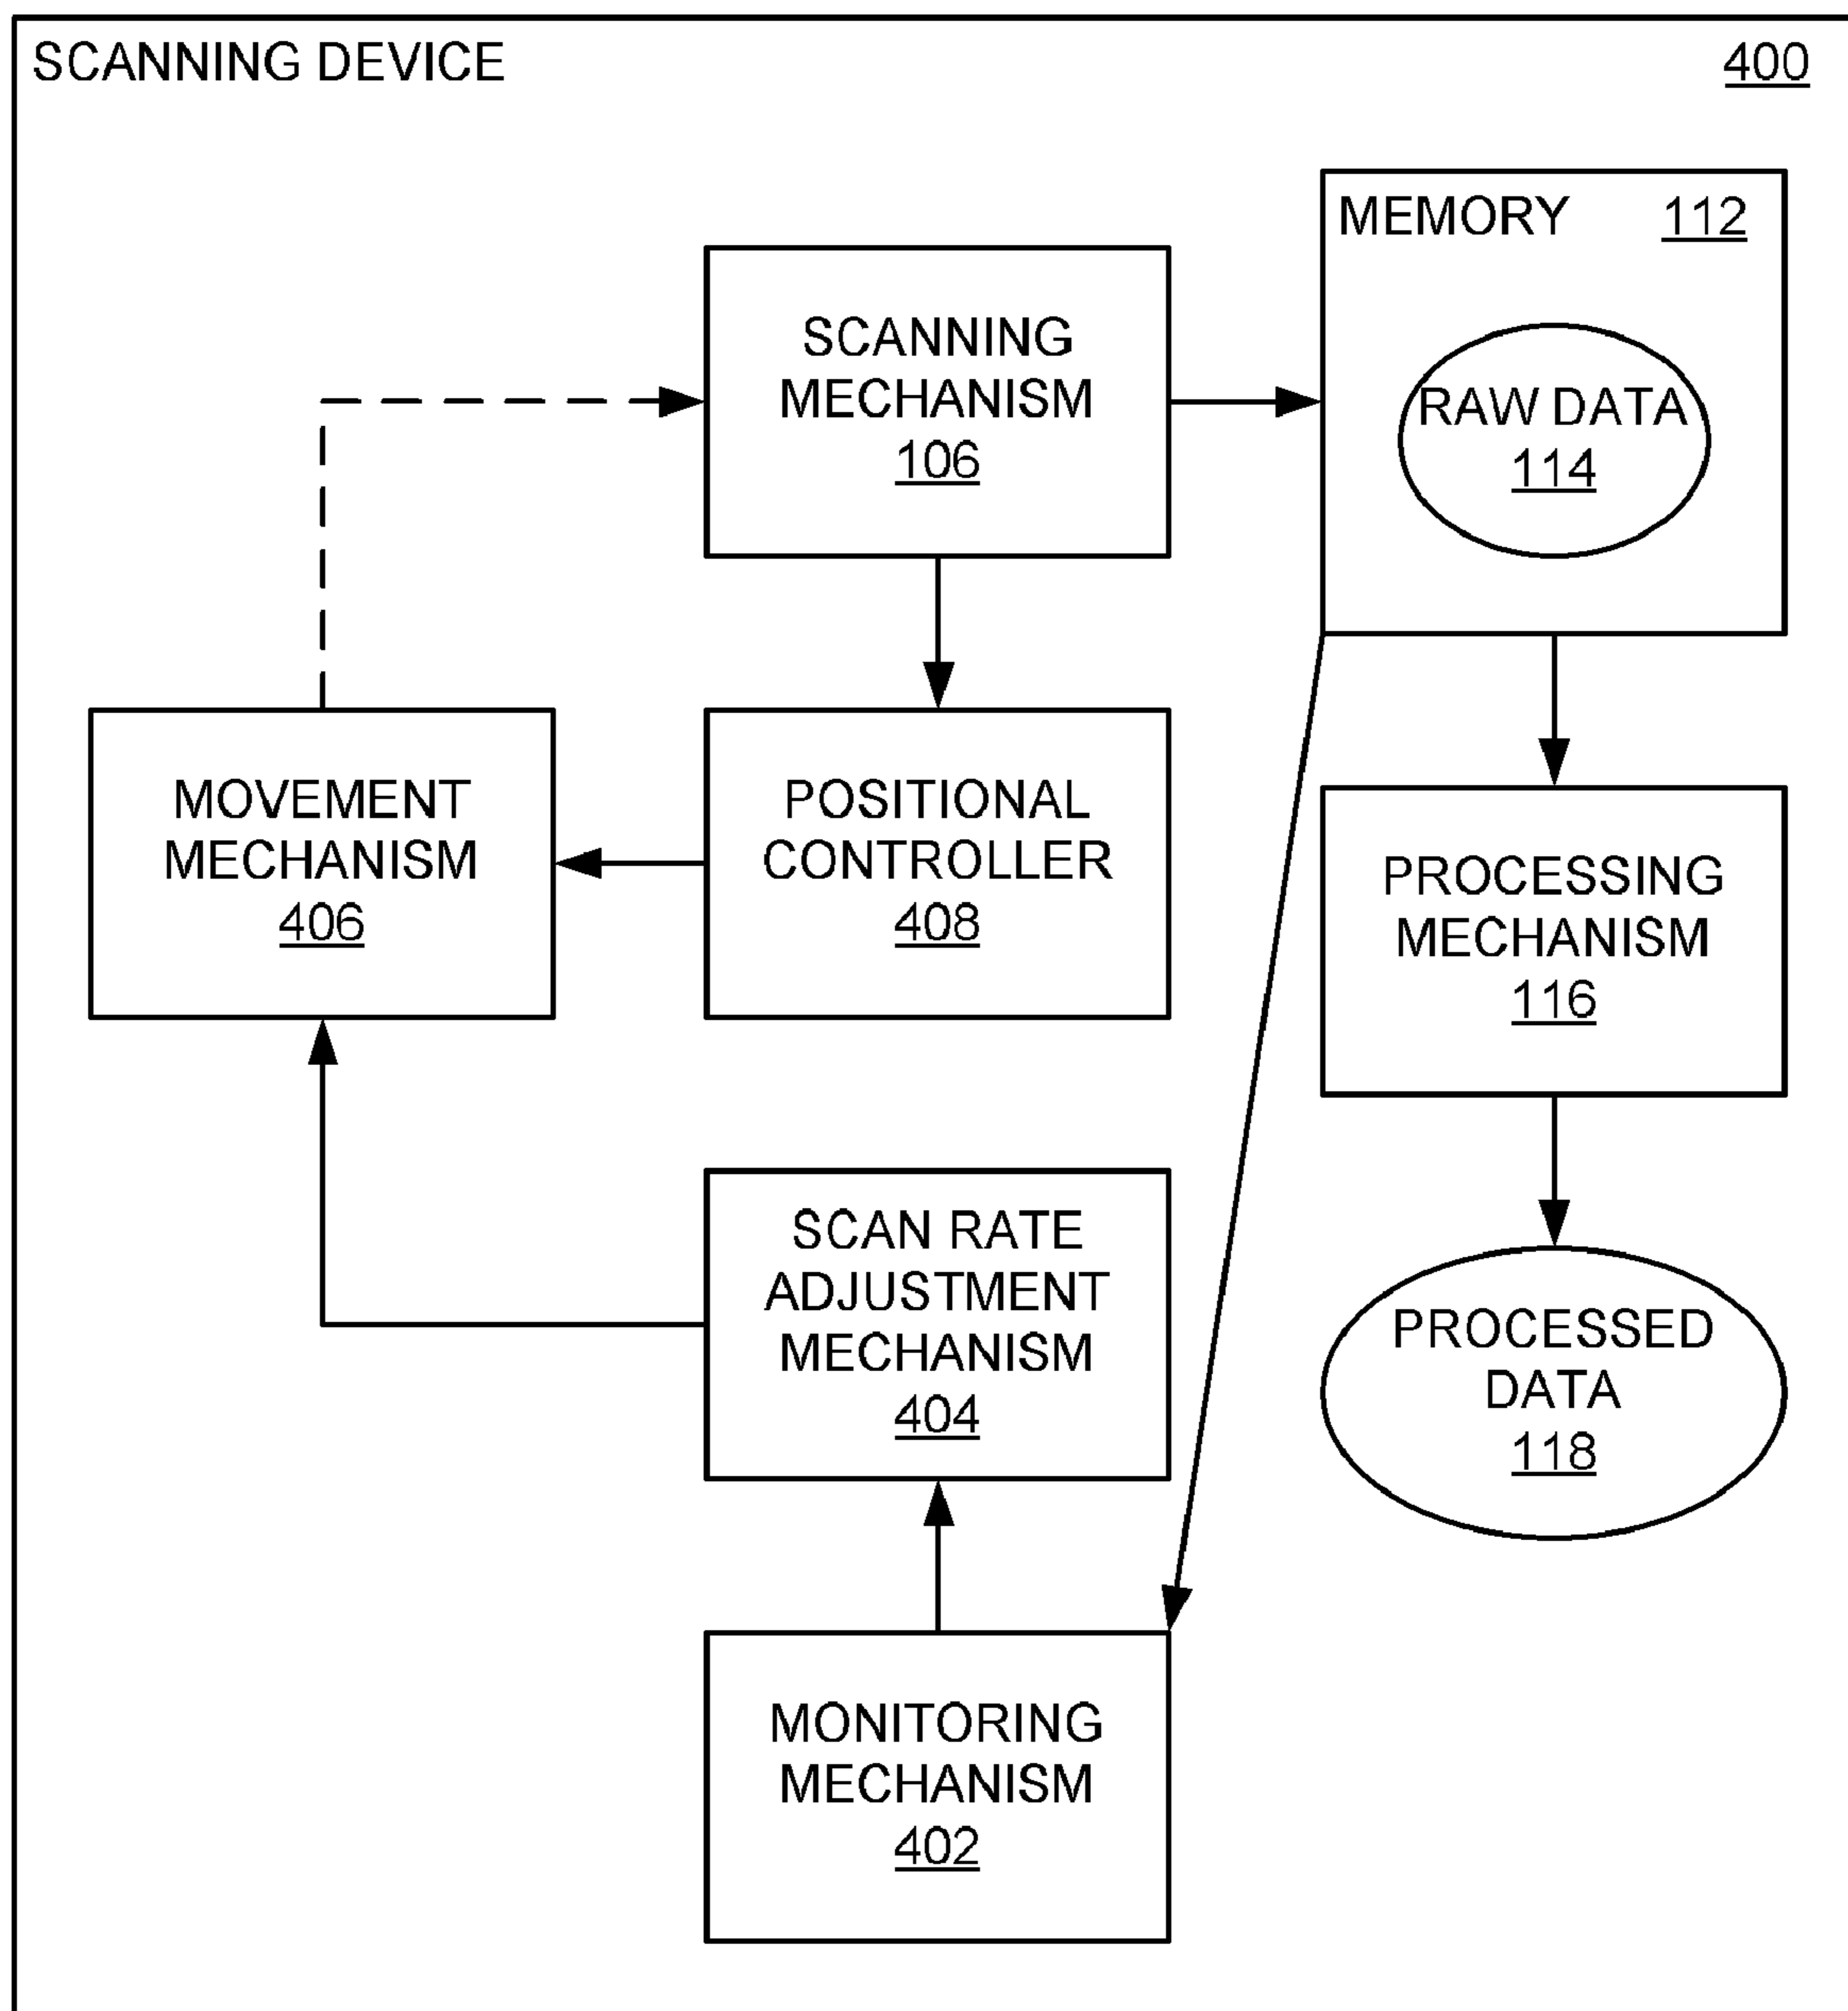 SCANNING DEVICE 400
MEMORY 112
RAW DATA
114
SCANNING
MECHANISM
106
MOVEMENT
MECHANISM
406
POSITIONAL
CONTROLLER
408
PROCESSING
MECHANISM
116
SCAN RATE
ADJUSTMENT
MECHANISM
404
PROCESSED
DATA
118
MONITORING
MECHANISM
402